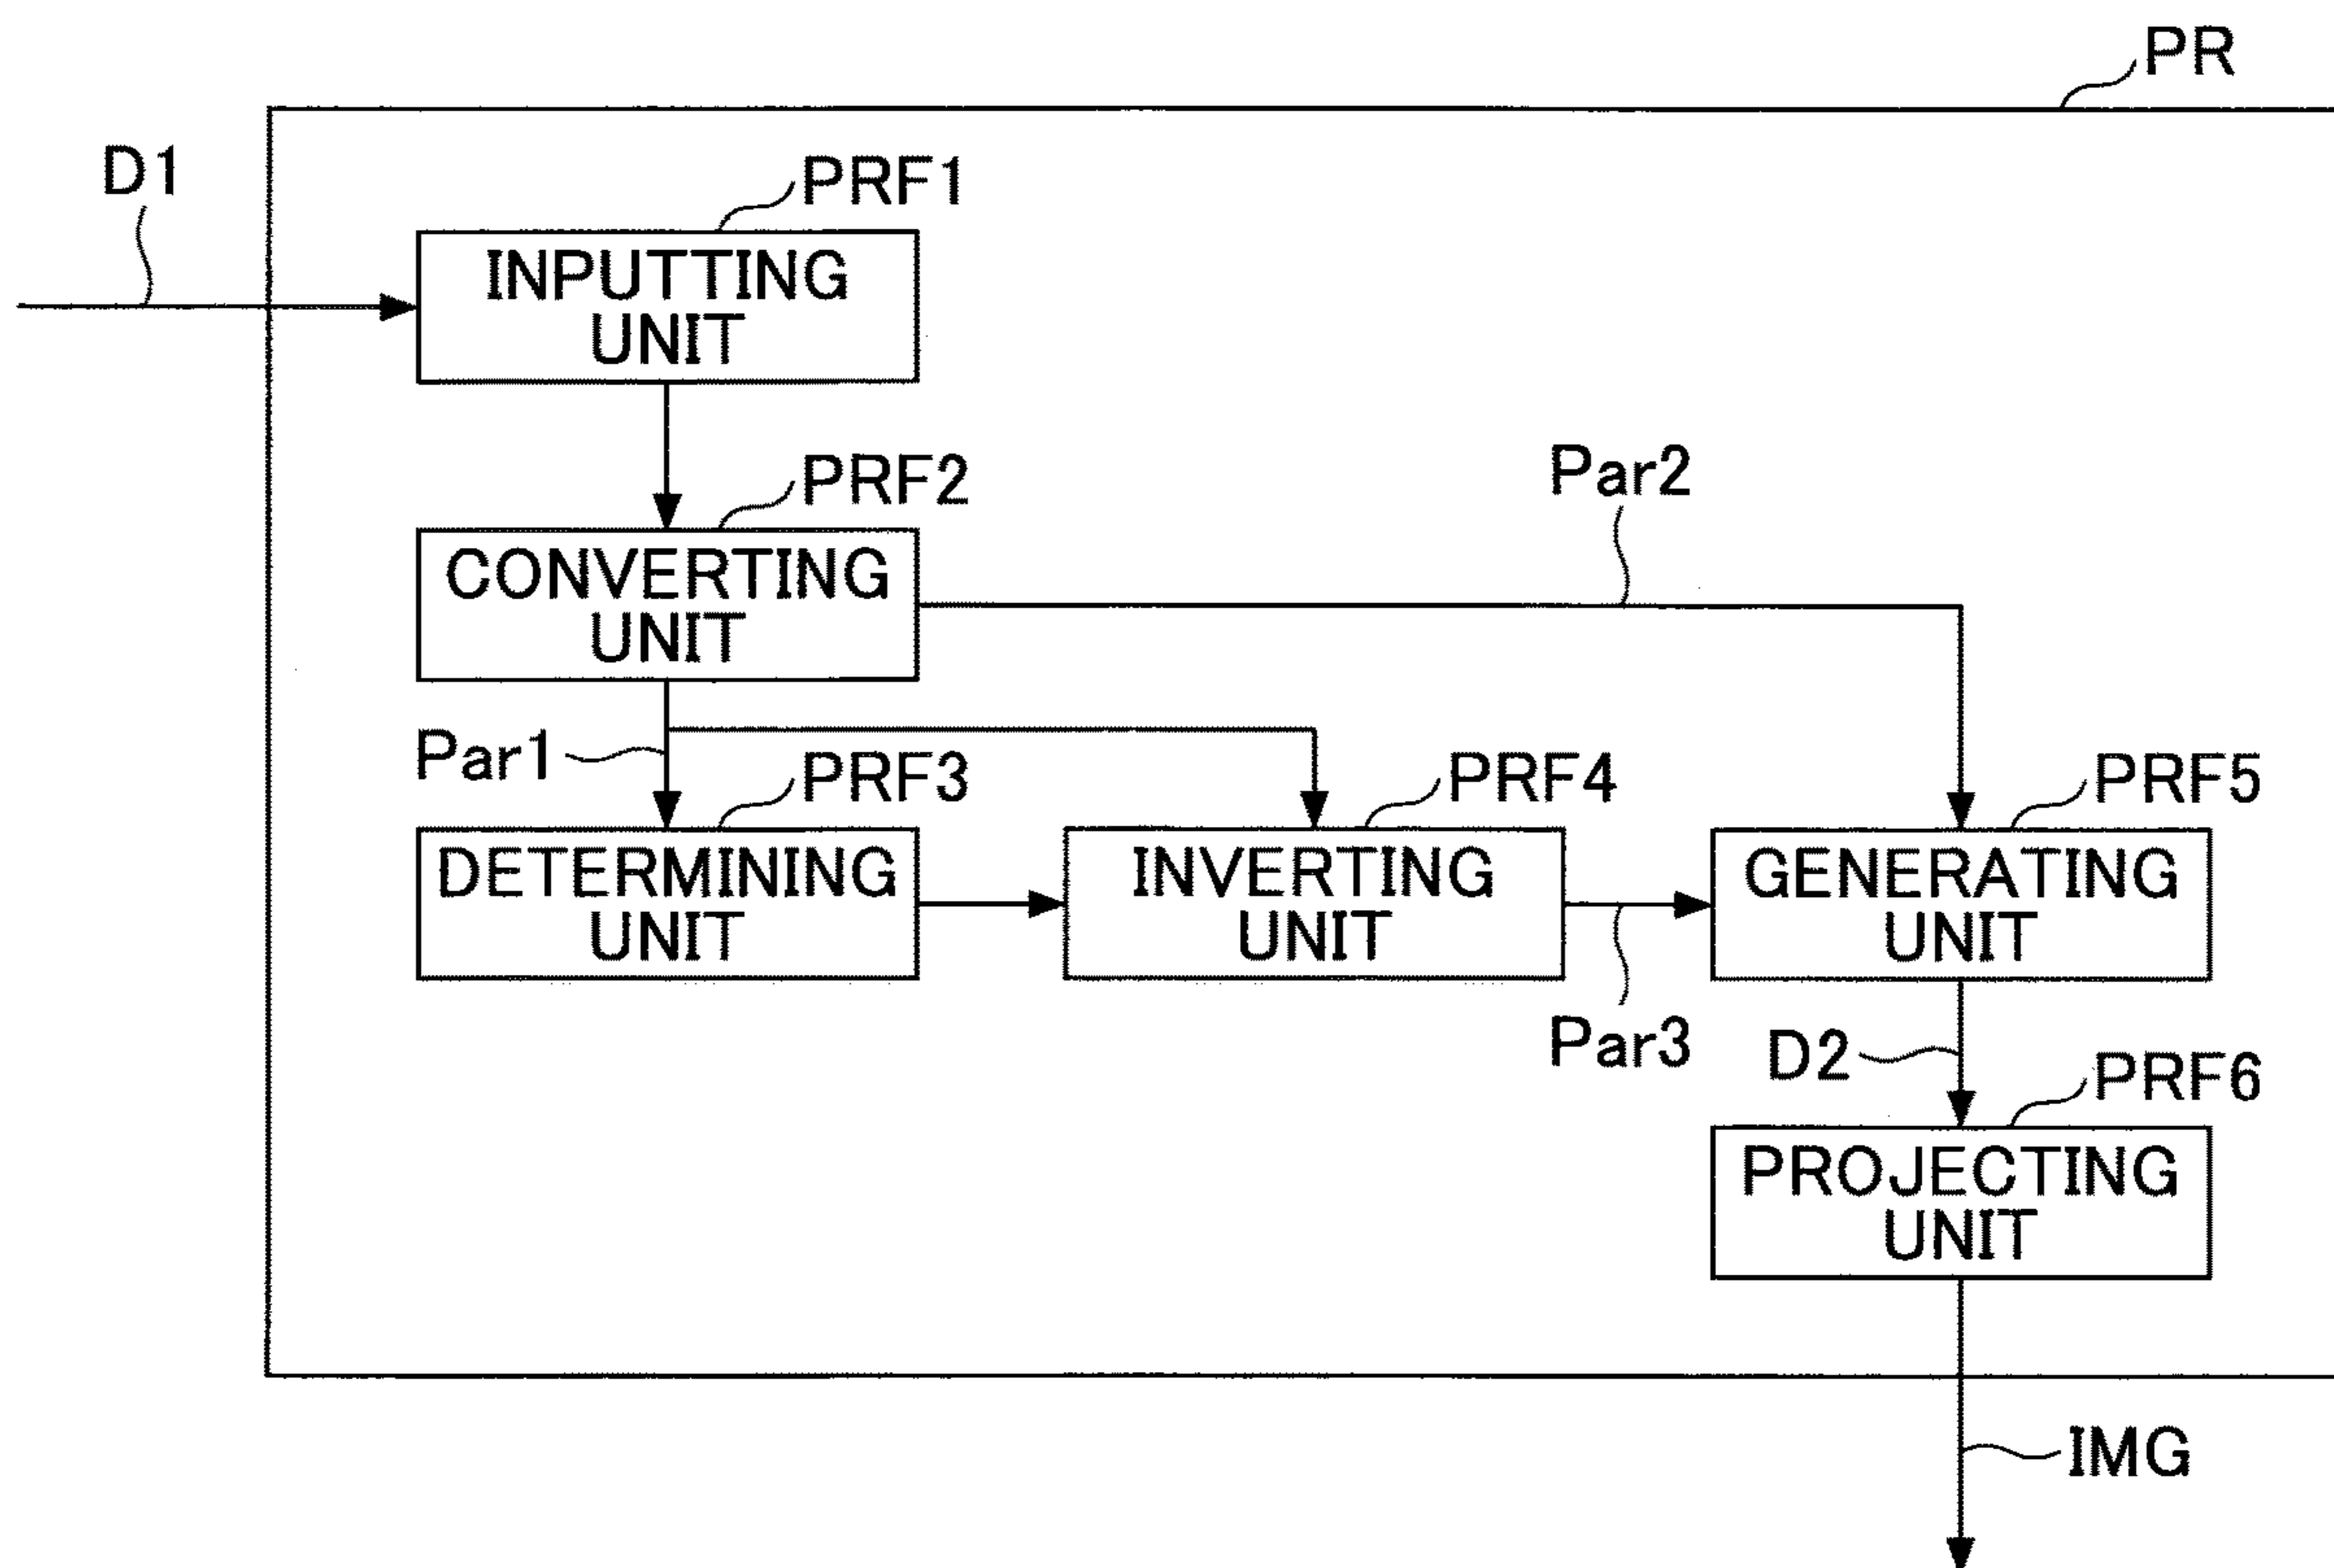 PR
D1
PRF1
INPUTTING
UNIT
PRF2
Par2
CONVERTING
UNIT
Par1
PRF3
PRF4
PRF5
DETERMINING
UNIT
INVERTING
UNIT
GENERATING
UNIT
Par3
D2
PRF6
PROJECTING
UNIT
IMG